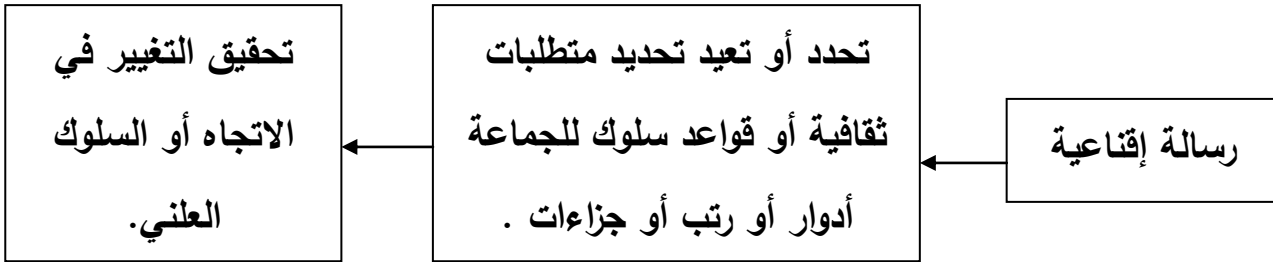 رسالة إقناعية
تحدد أو تعيد تحديد متطلبات
ثقافية أو قواعد سلوك للجماعة
أدوار أو رتب أو جزاءات .
تحقيق التغيير في
الاتجاه أو السلوك
العلني.